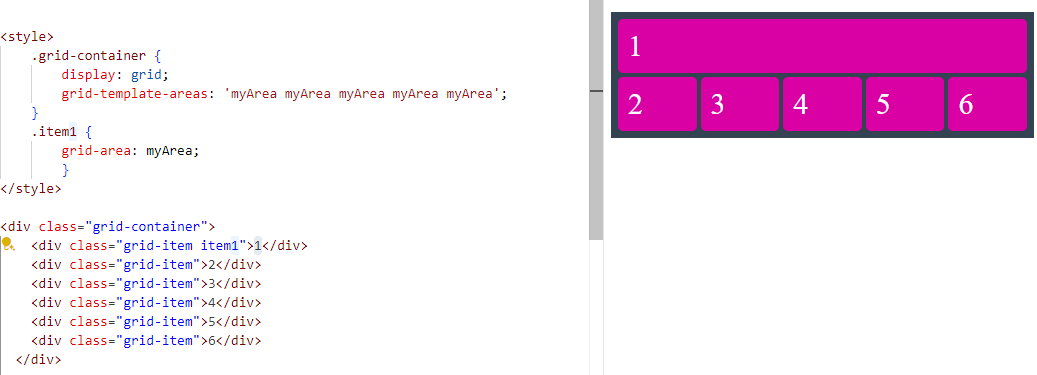 <style>
    .grid-container {
        display: grid;
        grid-template-areas: 'myArea myArea myArea myArea myArea';
    }
    .item1 {
        grid-area: myArea;
        }
</style>
<div class="grid-container">
    <div class="grid-item item1">1</div>
    <div class="grid-item">2</div>
    <div class="grid-item">3</div>
    <div class="grid-item">4</div>
    <div class="grid-item">5</div>
    <div class="grid-item">6</div>
  </div>
1
2 3 4 5 6